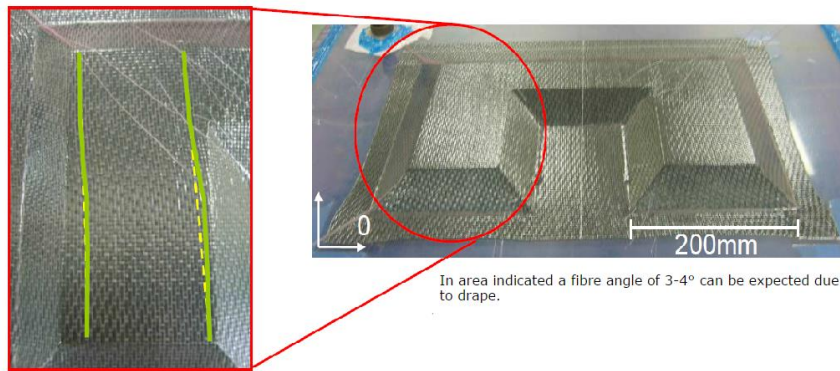 0
200mm
In area indicated a fibre angle of 3-4° can be expected due
to drape.